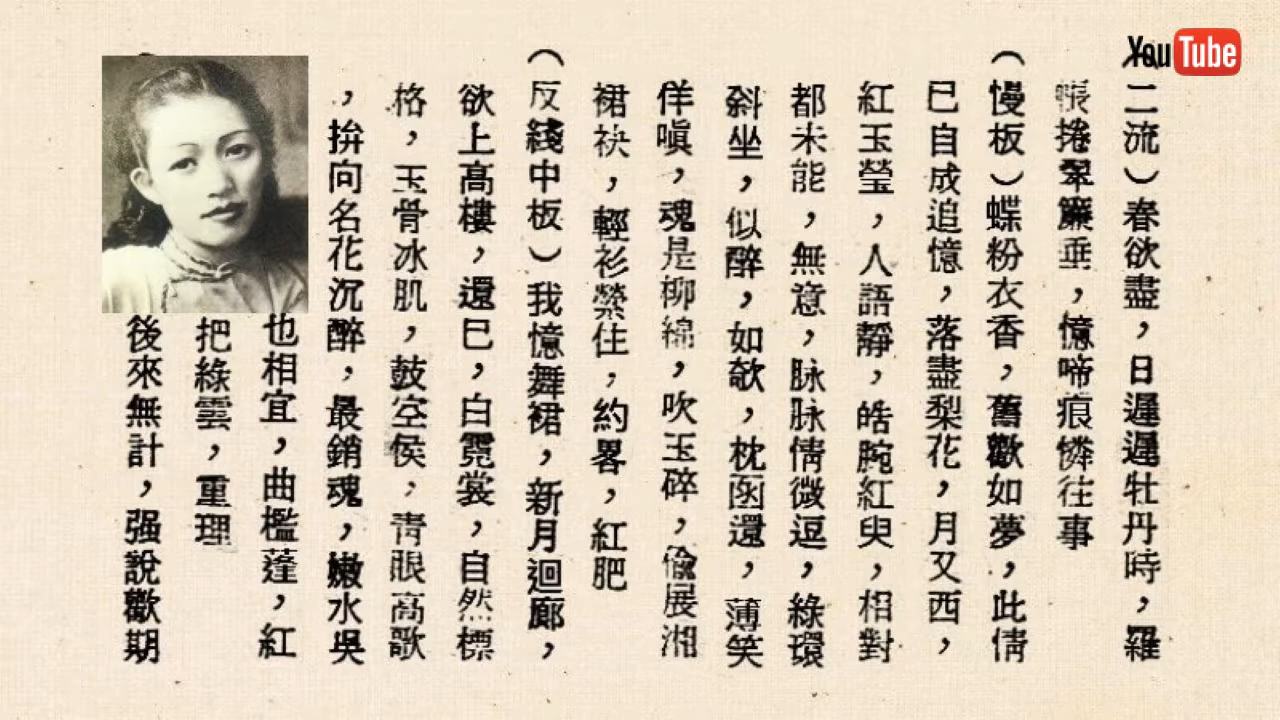 YouTube
（二流）春欲盡，日遲遲牡丹時，羅
帳捲翠簾垂，憶啼痕憐往事
（慢板）蝶粉衣香，舊歡如夢，此情
已自成追憶，落盡梨花，月又西，
紅玉瑩，人語靜，皓腕紅臾，相對
都未能，無意，脉脉情微逗，綠環
斜坐，似醉，如欹，枕函還，薄笑
佯嗔，魂是柳綿，吹玉碎，偷展湘
裙衭，輕衫縈住，約畧，紅肥
（反綫中板）我憶舞裙，新月迴廊，
欲上高樓，還巳，白霓裳，自然標
格，玉骨冰肌，鼓空侯，青眼高歌
，拚向名花沉醉，最銷魂，嫩水吳
也相宜，曲檻蓬，紅
把綠雲，重理
後來無計，强說歡期